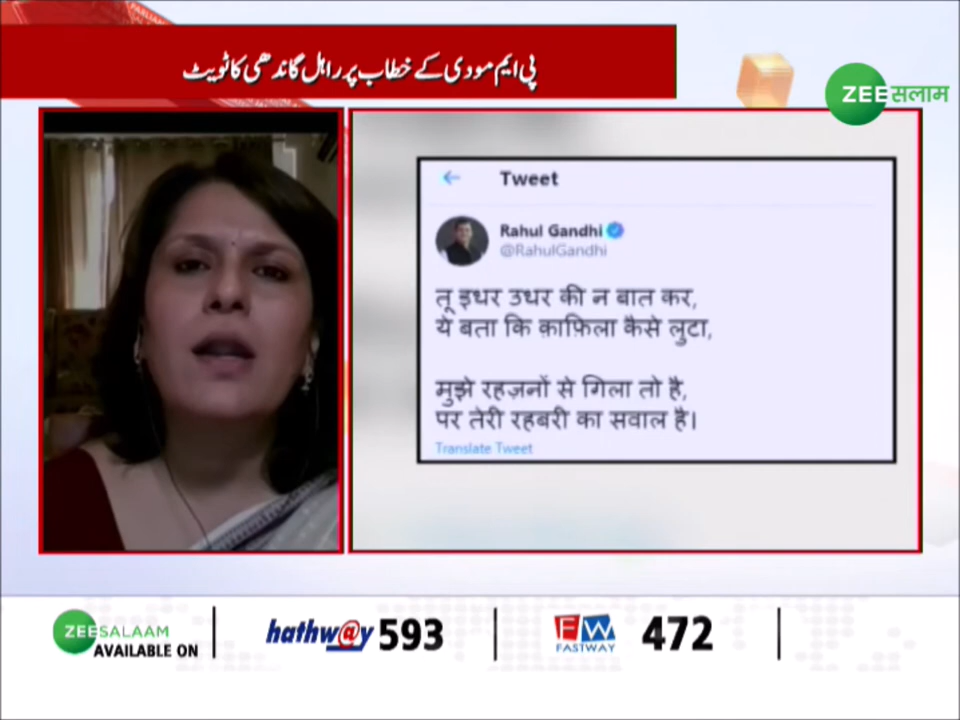 پی ایم مودی کے خطاب پر راہل گاندھی کا ٹویٹ
ZEE सलाम
Tweet
Rahul Gandhi
@RahulGandhi
तू इधर उधर की न बात कर,
ये बता कि क़ाफ़िला कैसे लुटा,
मुझे रहज़नों से गिला तो है,
पर तेरी रहबरी का सवाल है।
Translate Tweet
ZEE SALAAM
AVAILABLE ON
hathw@y 593
FW
FASTWAY
472